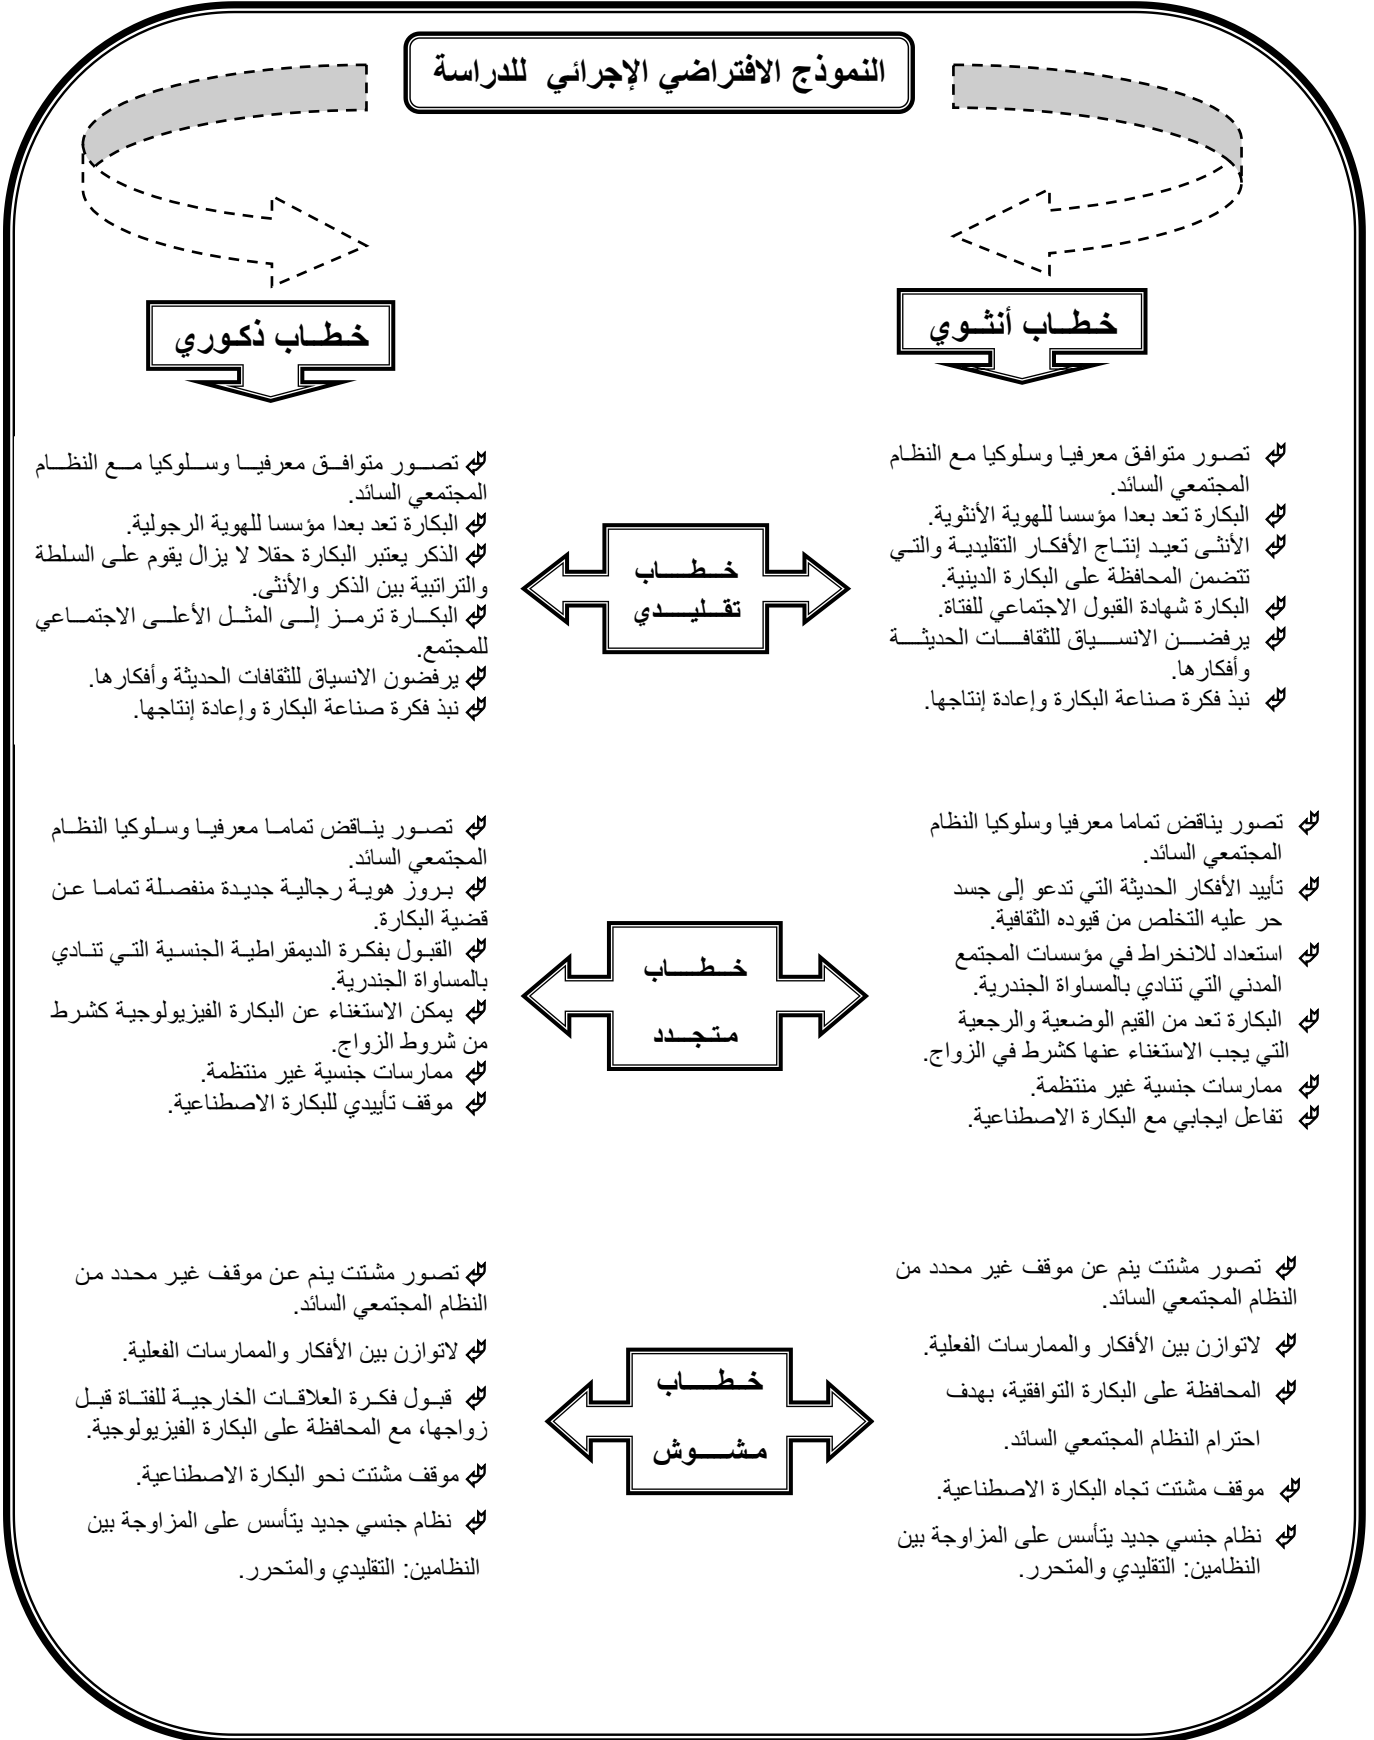 النموذج الافتراضي الإجرائي للدراسة
خطــاب أنثــوي
خطــاب ذكـوري
تصور متوافق معرفيا وسلوكيا مع النظام
المجتمعي السائد.
البكارة تعد بعدا مؤسسا للهوية الأنثوية.
الأنثى تعيد إنتاج الأفكار التقليدية والتي
تتضمن المحافظة على البكارة الدينية.
البكارة شهادة القبول الاجتماعي للفتاة.
يرفضن الانسياق للثقافات الحديثة
وأفكارها.
نبذ فكرة صناعة البكارة وإعادة إنتاجها.
خـطـــاب
تقـليــــدي
تصور متوافق معرفيا وسلوكيا مع النظام
المجتمعي السائد.
البكارة تعد بعدا مؤسسا للهوية الرجولية.
الذكر يعتبر البكارة حقلا لا يزال يقوم على السلطة
والتراتبية بين الذكر والأنثى.
البكارة ترمز إلى المثل الأعلى الاجتماعي
للمجتمع.
يرفضون الانسياق للثقافات الحديثة وأفكارها.
نبذ فكرة صناعة البكارة وإعادة إنتاجها.
تصور يناقض تماما معرفيا وسلوكيا النظام
المجتمعي السائد.
تأييد الأفكار الحديثة التي تدعو إلى جسد
حر عليه التخلص من قيوده الثقافية.
استعداد للانخراط في مؤسسات المجتمع
المدني التي تنادي بالمساواة الجندرية.
البكارة تعد من القيم الوضعية والرجعية
التي يجب الاستغناء عنها كشرط في الزواج.
ممارسات جنسية غير منتظمة.
تفاعل ايجابي مع البكارة الاصطناعية.
خـطـــاب
متجــدد
تصور يناقض تماما معرفيا وسلوكيا النظام
المجتمعي السائد.
بروز هوية رجالية جديدة منفصلة تماما عن
قضية البكارة.
القبول بفكرة الديمقراطية الجنسية التي تنادي
بالمساواة الجندرية.
يمكن الاستغناء عن البكارة الفيزيولوجية كشرط
من شروط الزواج.
ممارسات جنسية غير منتظمة.
موقف تأييدي للبكارة الاصطناعية.
تصور مشتت ينم عن موقف غير محدد من
النظام المجتمعي السائد.
لاتوازن بين الأفكار والممارسات الفعلية.
المحافظة على البكارة التوافقية، بهدف
احترام النظام المجتمعي السائد.
موقف مشتت تجاه البكارة الاصطناعية.
نظام جنسي جديد يتأسس على المزاوجة بين
النظامين: التقليدي والمتحرر.
خـطـــاب
مـشـــوش
تصور مشتت ينم عن موقف غير محدد من
النظام المجتمعي السائد.
لاتوازن بين الأفكار والممارسات الفعلية.
قبول فكرة العلاقات الخارجية للفتاة قبل
زواجها، مع المحافظة على البكارة الفيزيولوجية.
موقف مشتت نحو البكارة الاصطناعية.
نظام جنسي جديد يتأسس على المزاوجة بين
النظامين: التقليدي والمتحرر.